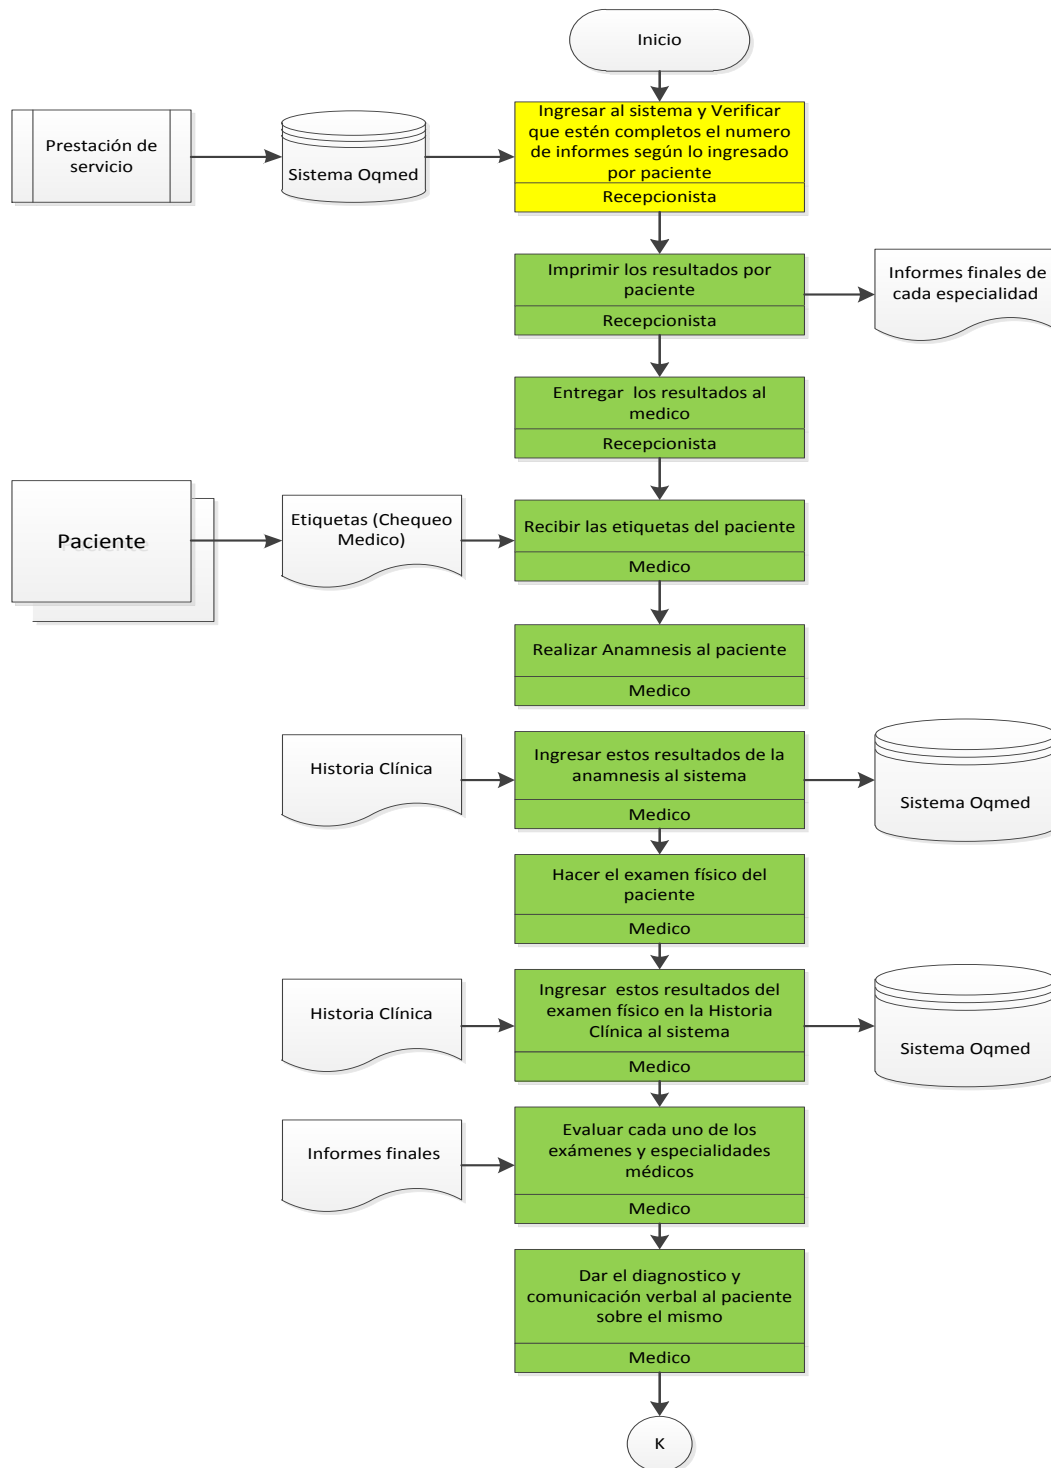 Inicio
Prestación de
servicio
Sistema Oqmed
Ingresar al sistema y Verificar
que estén completos el numero
de informes según lo ingresado
por paciente
Recepcionista
Imprimir los resultados por
paciente
Recepcionista
Informes finales de
cada especialidad
Entregar  los resultados al
medico
Recepcionista
Paciente
Etiquetas (Chequeo
Medico)
Recibir las etiquetas del paciente
Medico
Realizar Anamnesis al paciente
Medico
Historia Clínica
Ingresar estos resultados de la
anamnesis al sistema
Medico
Sistema Oqmed
Hacer el examen físico del
paciente
Medico
Historia Clínica
Ingresar  estos resultados del
examen físico en la Historia
Clínica al sistema
Medico
Sistema Oqmed
Informes finales
Evaluar cada uno de los
exámenes y especialidades
médicos
Medico
Dar el diagnostico y
comunicación verbal al paciente
sobre el mismo
Medico
K